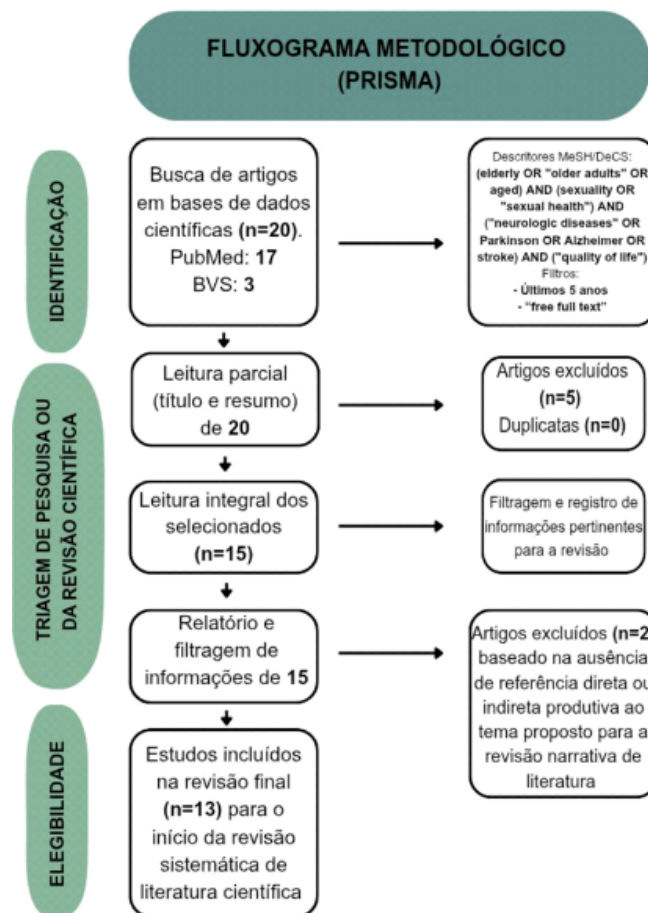 FLUXOGRAMA METODOLÓGICO
(PRISMA)
IDENTIFICAÇÃO
Busca de artigos
em bases de dados
científicas (n=20).
PubMed: 17
BVS: 3
Descritores MeSH/DeCS:
(elderly OR "older adults" OR
aged) AND (sexuality OR
"sexual health") AND
("neurologic diseases" OR
Parkinson OR Alzheimer OR
stroke) AND ("quality of life")
Filtros:
- Últimos 5 anos
- “free full text”
TRIAGEM DE PESQUISA OU
DA REVISÃO CIENTÍFICA
Leitura parcial
(título e resumo)
de 20
Artigos excluídos
(n=5)
Duplicatas (n=0)
Leitura integral dos
selecionados
(n=15)
Filtragem e registro de
informações pertinentes
para a revisão
Relatório e
filtragem de
informações de 15
Artigos excluídos (n=2
baseado na ausência
de referência direta ou
indireta produtiva ao
tema proposto para a
revisão narrativa de
literatura
ELEGIBILIDADE
Estudos incluídos
na revisão final
(n=13) para o
início da revisão
sistemática de
literatura científica